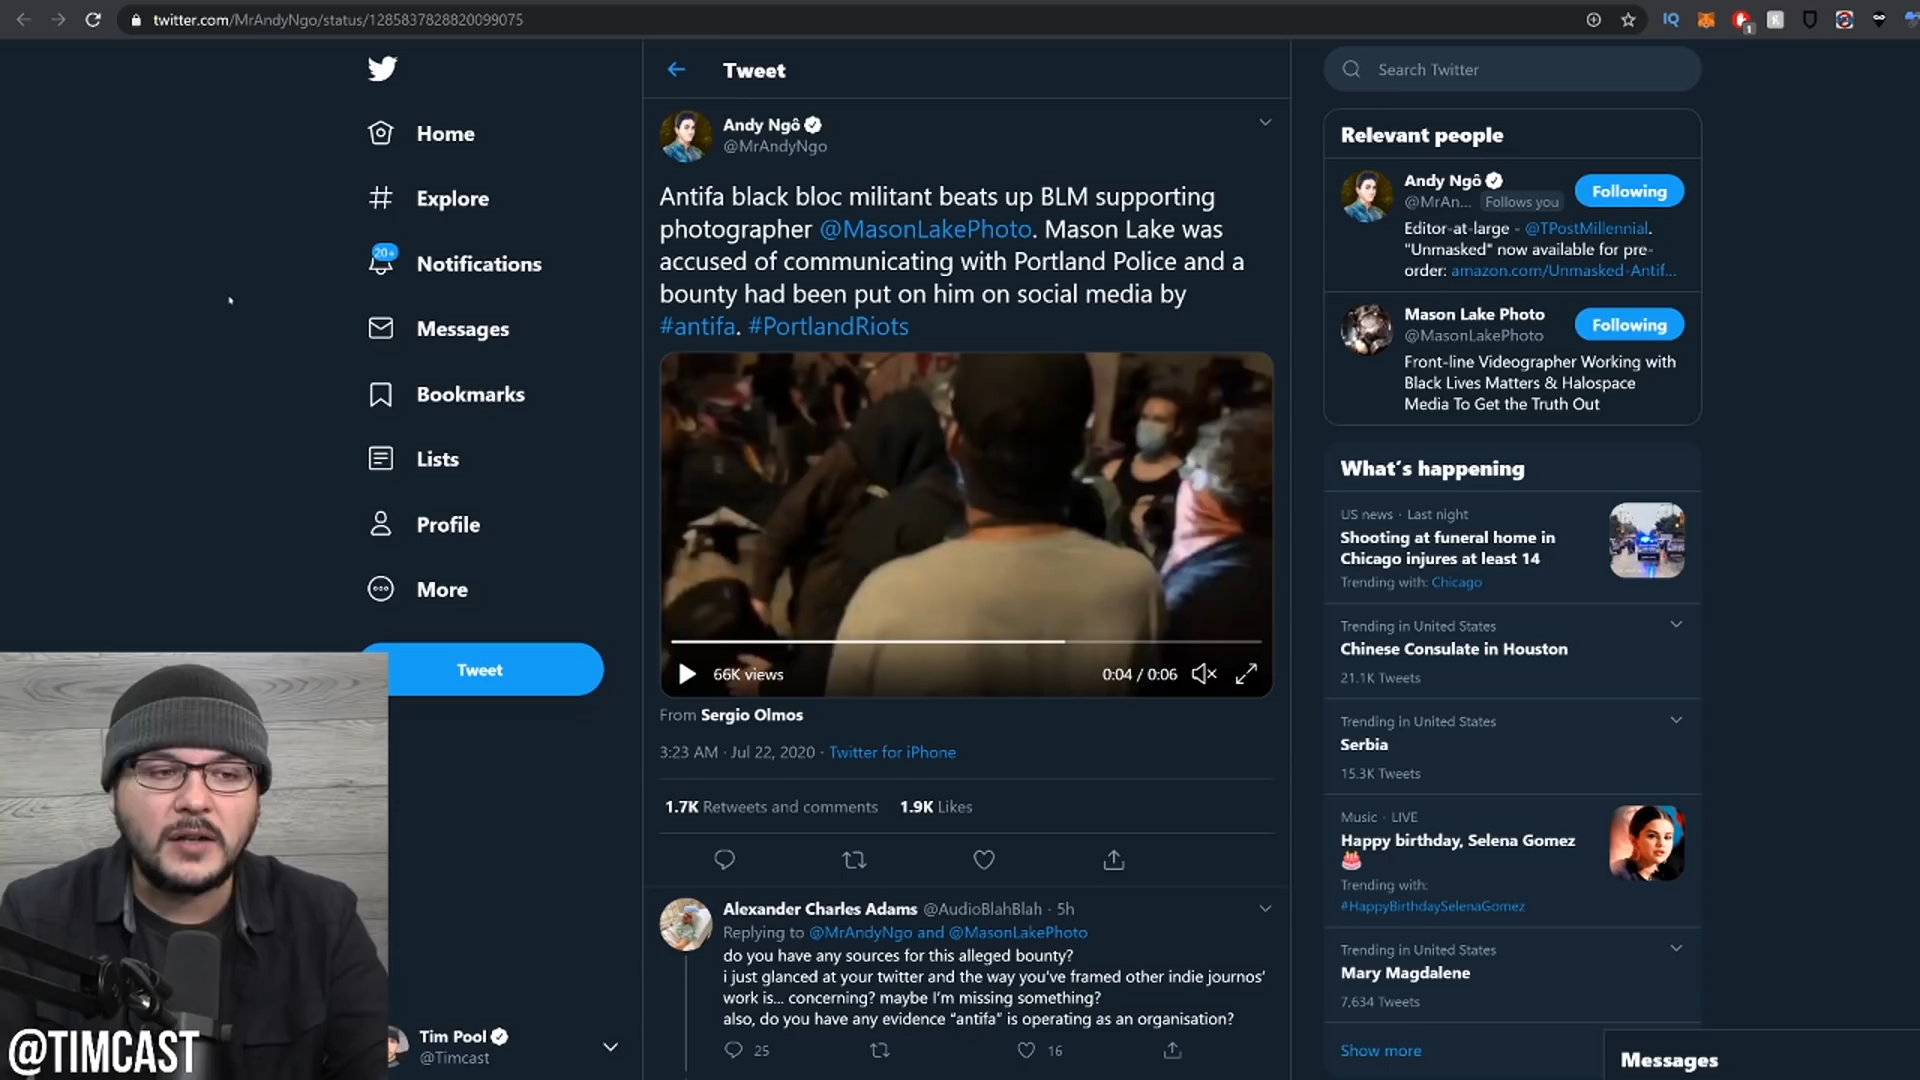 twitter.com/MrAndyNgo/status/1285837828820099075
IQ
1
Home
Explore
20+
Notifications
Messages
Bookmarks
Lists
Profile
More
Tweet
Tim Pool
@Timcast
@TIMCAST
Tweet
Andy Ngô
@MrAndyNgo
Antifa black bloc militant beats up BLM supporting
photographer @MasonLakePhoto. Mason Lake was
accused of communicating with Portland Police and a
bounty had been put on him on social media by
#antifa. #PortlandRiots
66K views
0:04 / 0:06
From Sergio Olmos
3:23 AM · Jul 22, 2020 · Twitter for iPhone
1.7K Retweets and comments 1.9K Likes
Alexander Charles Adams @AudioBlahBlah · 5h
Replying to @MrAndyNgo and @MasonLakePhoto
do you have any sources for this alleged bounty?
i just glanced at your twitter and the way you've framed other indie journos'
work is... concerning? maybe I'm missing something?
also, do you have any evidence "antifa" is operating as an organisation?
25
16
Search Twitter
Relevant people
Andy Ngô
@MrAn... Follows you
Following
Editor-at-large - @TPostMillennial.
"Unmasked" now available for pre-
order: amazon.com/Unmasked-Antif...
Mason Lake Photo
@MasonLakePhoto
Following
Front-line Videographer Working with
Black Lives Matters & Halospace
Media To Get the Truth Out
What's happening
US news · Last night
Shooting at funeral home in
Chicago injures at least 14
Trending with: Chicago
Trending in United States
Chinese Consulate in Houston
21.1K Tweets
Trending in United States
Serbia
15.3K Tweets
Music · LIVE
Happy birthday, Selena Gomez
🎂
Trending with:
#HappyBirthdaySelenaGomez
Trending in United States
Mary Magdalene
7,634 Tweets
Show more
Messages